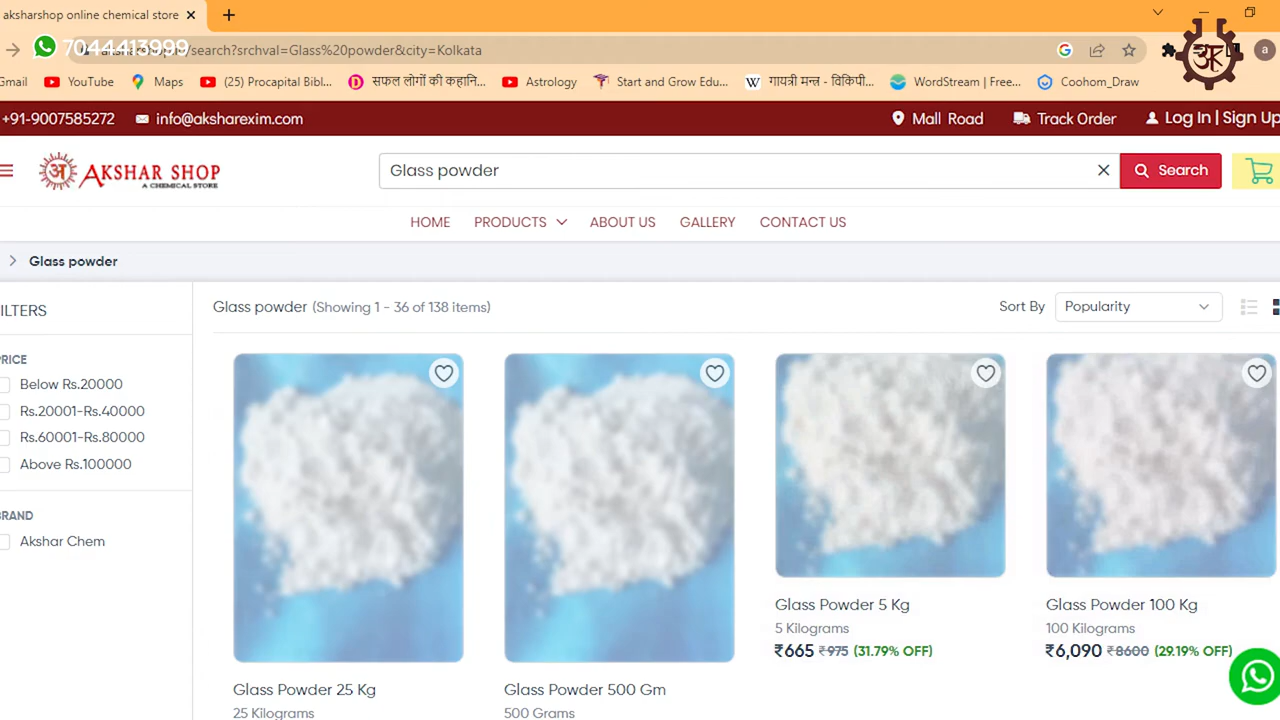 aksharshop online chemical store
7044413999
/search?srchval=Glass%20powder&city=Kolkata
Gmail YouTube Maps (25) Procapital Bibl... सफल लोगों की कहानि... Astrology Start and Grow Edu... गायत्री मन्त्र - विकिपी... WordStream | Free... Coohom_Draw
+91-9007585272 info@aksharexim.com Mall Road Track Order Log In | Sign Up
अ AKSHAR SHOP
A CHEMICAL STORE
Glass powder Search
HOME PRODUCTS ABOUT US GALLERY CONTACT US
Glass powder
ILTERS
Glass powder (Showing 1 - 36 of 138 items) Sort By Popularity
PRICE
Below Rs.20000
Rs.20001-Rs.40000
Rs.60001-Rs.80000
Above Rs.100000
BRAND
Akshar Chem
Glass Powder 5 Kg
5 Kilograms
₹665 ₹975 (31.79% OFF)
Glass Powder 100 Kg
100 Kilograms
₹6,090 ₹8600 (29.19% OFF)
Glass Powder 25 Kg
25 Kilograms
Glass Powder 500 Gm
500 Grams